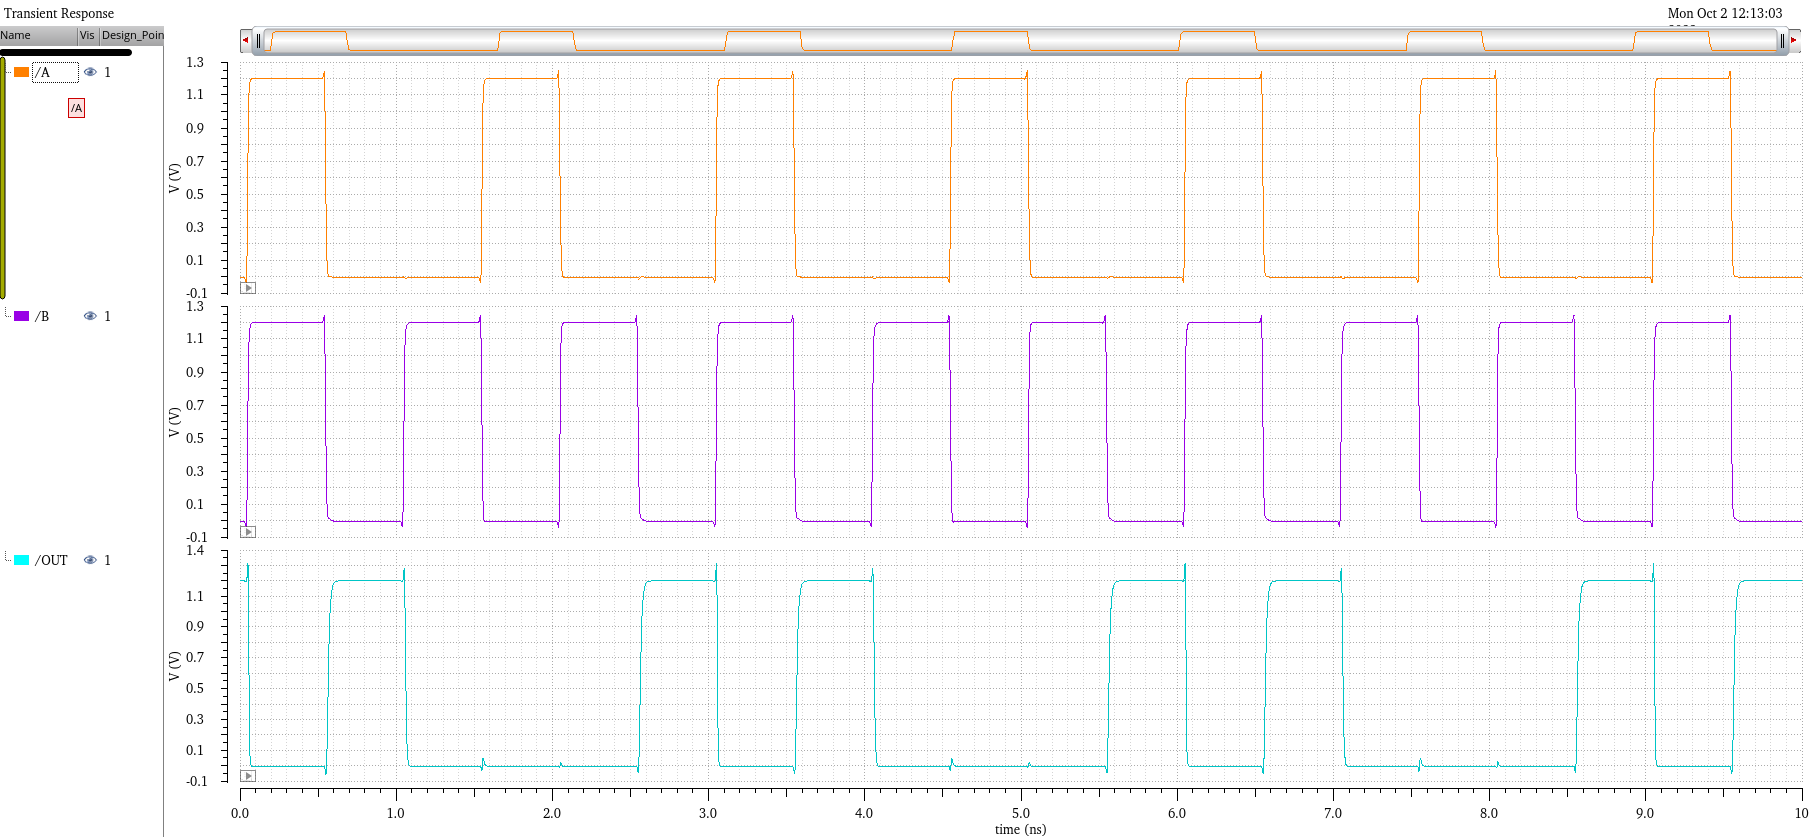 Transient Response
Mon Oct 2 12:13:03
Name Vis Design_Poin
/A 1
/A
1.3
1.1
0.9
0.7
0.5
0.3
0.1
-0.1
V (V)
/B 1
1.3
1.1
0.9
0.7
0.5
0.3
0.1
-0.1
V (V)
/OUT 1
1.4
1.1
0.9
0.7
0.5
0.3
0.1
-0.1
V (V)
0.0 1.0 2.0 3.0 4.0 5.0 6.0 7.0 8.0 9.0 10
time (ns)